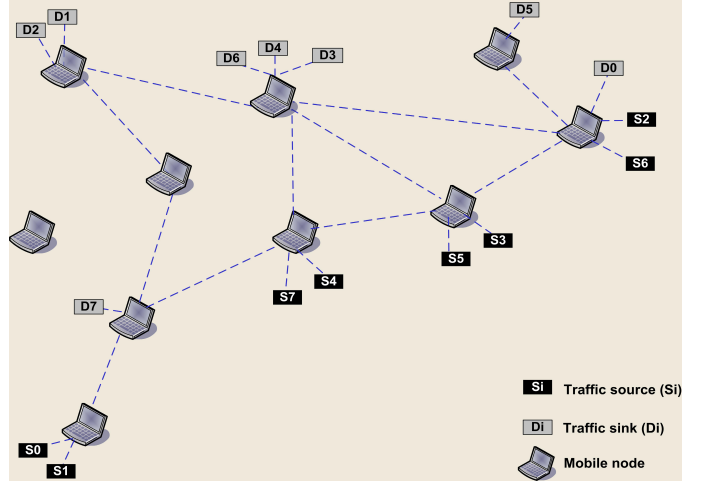 D5
D1
D2
D4
D6
D3
D0
S2
S6
S3
S5
S4
S7
D7
S0
S1
Si Traffic source (Si)
Di Traffic sink (Di)
Mobile node